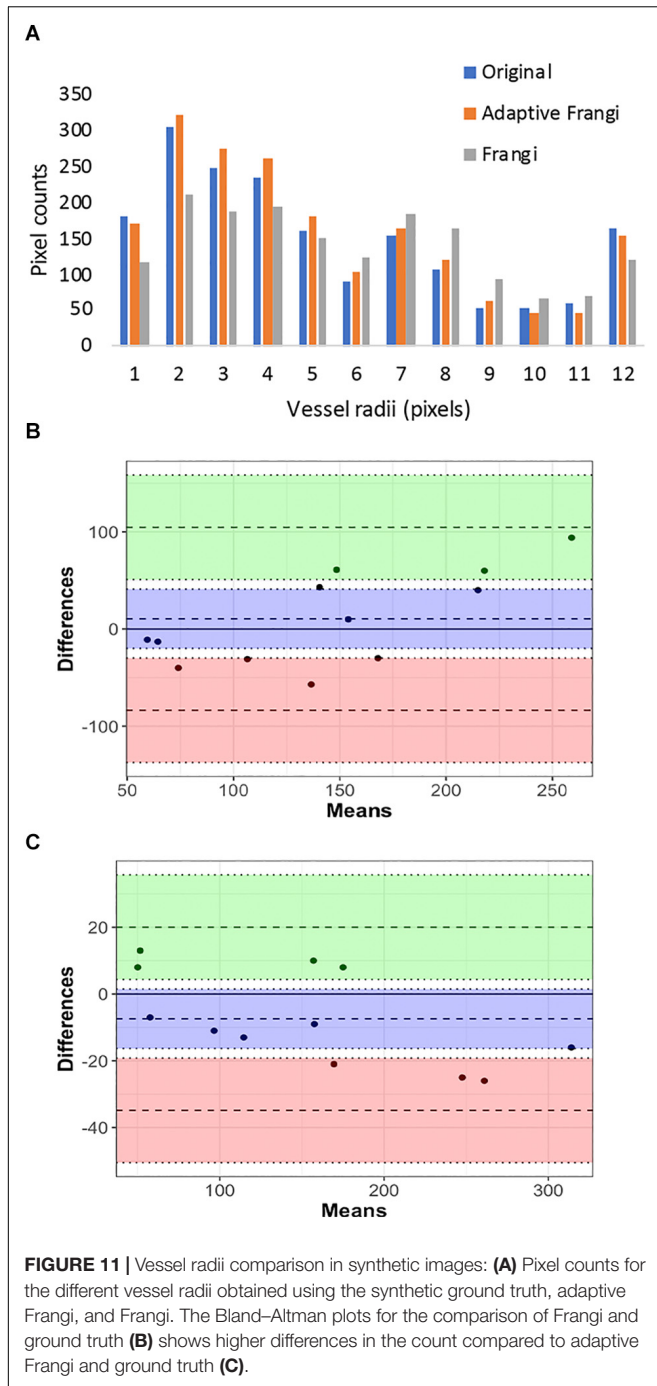 A
Original
Adaptive Frangi
Frangi
350
300
250
200
150
100
50
0
Pixel counts
1 2 3 4 5 6 7 8 9 10 11 12
Vessel radii (pixels)
B
100
0
-100
Differences
50 100 150 200 250
Means
C
20
0
-20
-40
Differences
100 200 300
Means
FIGURE 11 | Vessel radii comparison in synthetic images: (A) Pixel counts for
the different vessel radii obtained using the synthetic ground truth, adaptive
Frangi, and Frangi. The Bland–Altman plots for the comparison of Frangi and
ground truth (B) shows higher differences in the count compared to adaptive
Frangi and ground truth (C).